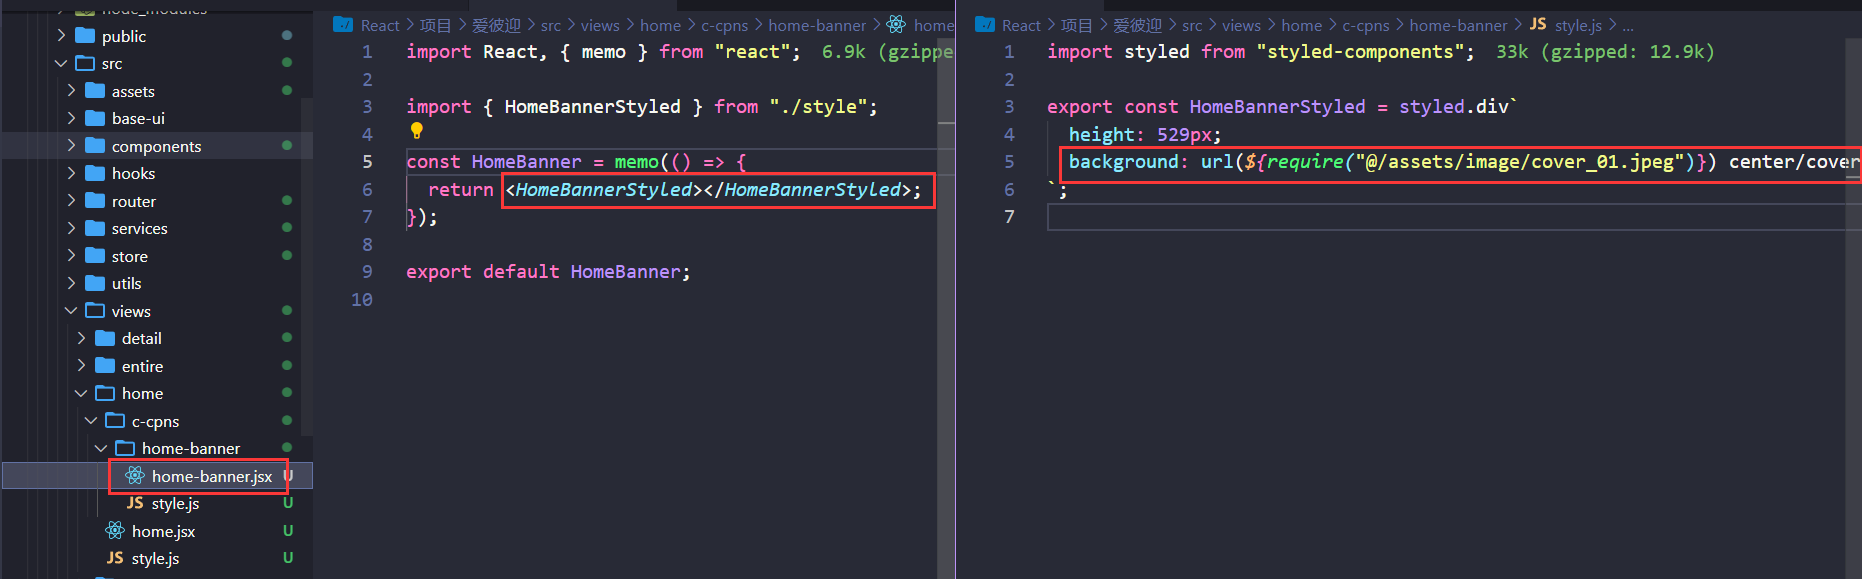 node_modules
public
src
assets
base-ui
components
hooks
router
services
store
utils
views
detail
entire
home
c-cpns
home-banner
home-banner.jsx U
JS style.js U
home.jsx U
JS style.js U
React > 项目 > 爱彼迎 > src > views > home > c-cpns > home-banner > home
1 import React, { memo } from "react"; 6.9k (gzippe
2
3 import { HomeBannerStyled } from "./style";
4
5 const HomeBanner = memo(() => {
6 return <HomeBannerStyled></HomeBannerStyled>;
7 });
8
9 export default HomeBanner;
10
React > 项目 > 爱彼迎 > src > views > home > c-cpns > home-banner > JS style.js > ...
1 import styled from "styled-components"; 33k (gzipped: 12.9k)
2
3 export const HomeBannerStyled = styled.div`
4 height: 529px;
5 background: url(${require("@/assets/image/cover_01.jpeg")}) center/cover
6 `;
7